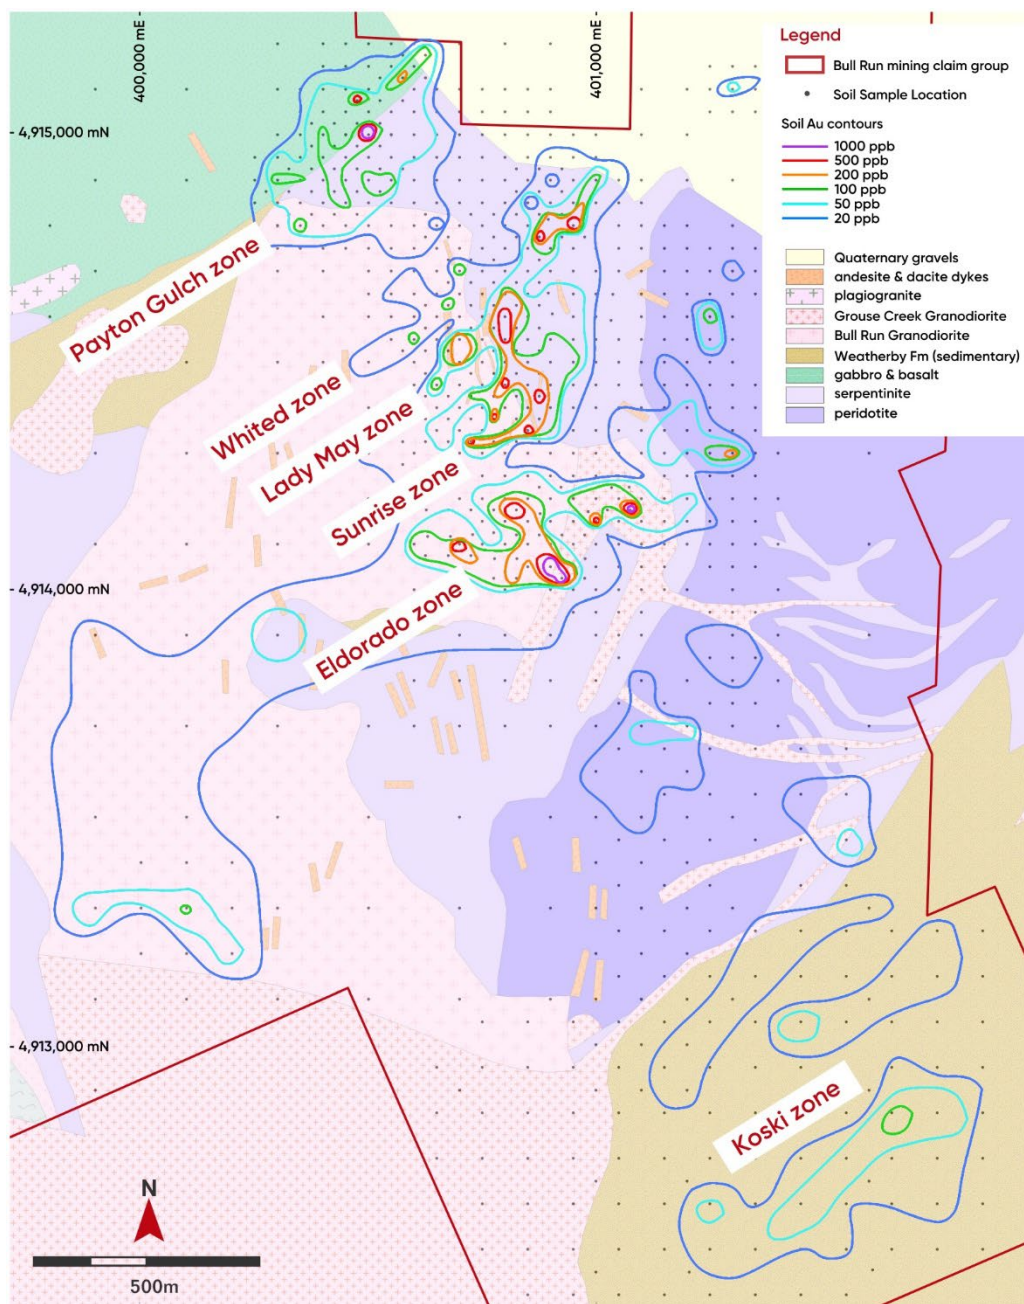 400,000 mE
401,000 mE
4,915,000 mN
4,914,000 mN
4,913,000 mN
Legend
Bull Run mining claim group
Soil Sample Location
Soil Au contours
1000 ppb
500 ppb
200 ppb
100 ppb
50 ppb
20 ppb
Quaternary gravels
andesite & dacite dykes
plagiogranite
Grouse Creek Granodiorite
Bull Run Granodiorite
Weatherby Fm (sedimentary)
gabbro & basalt
serpentinite
peridotite
Payton Gulch zone
Whited zone
Lady May zone
Sunrise zone
Eldorado zone
Koski zone
N
500m